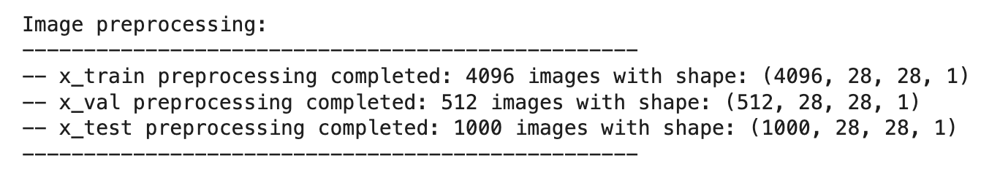 Image preprocessing:
--------------------------------------------------
-- x_train preprocessing completed: 4096 images with shape: (4096, 28, 28, 1)
-- x_val preprocessing completed: 512 images with shape: (512, 28, 28, 1)
-- x_test preprocessing completed: 1000 images with shape: (1000, 28, 28, 1)
--------------------------------------------------